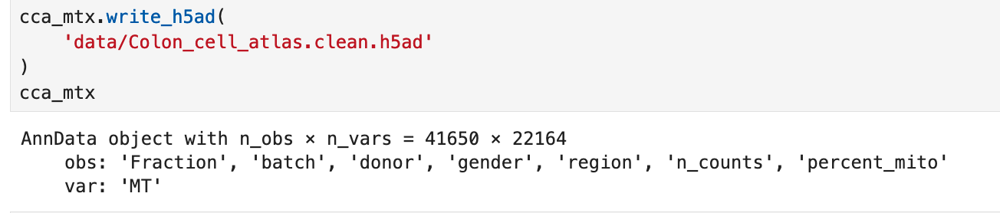 cca_mtx.write_h5ad(
    'data/Colon_cell_atlas.clean.h5ad'
)
cca_mtx
AnnData object with n_obs × n_vars = 41650 × 22164
    obs: 'Fraction', 'batch', 'donor', 'gender', 'region', 'n_counts', 'percent_mito'
    var: 'MT'